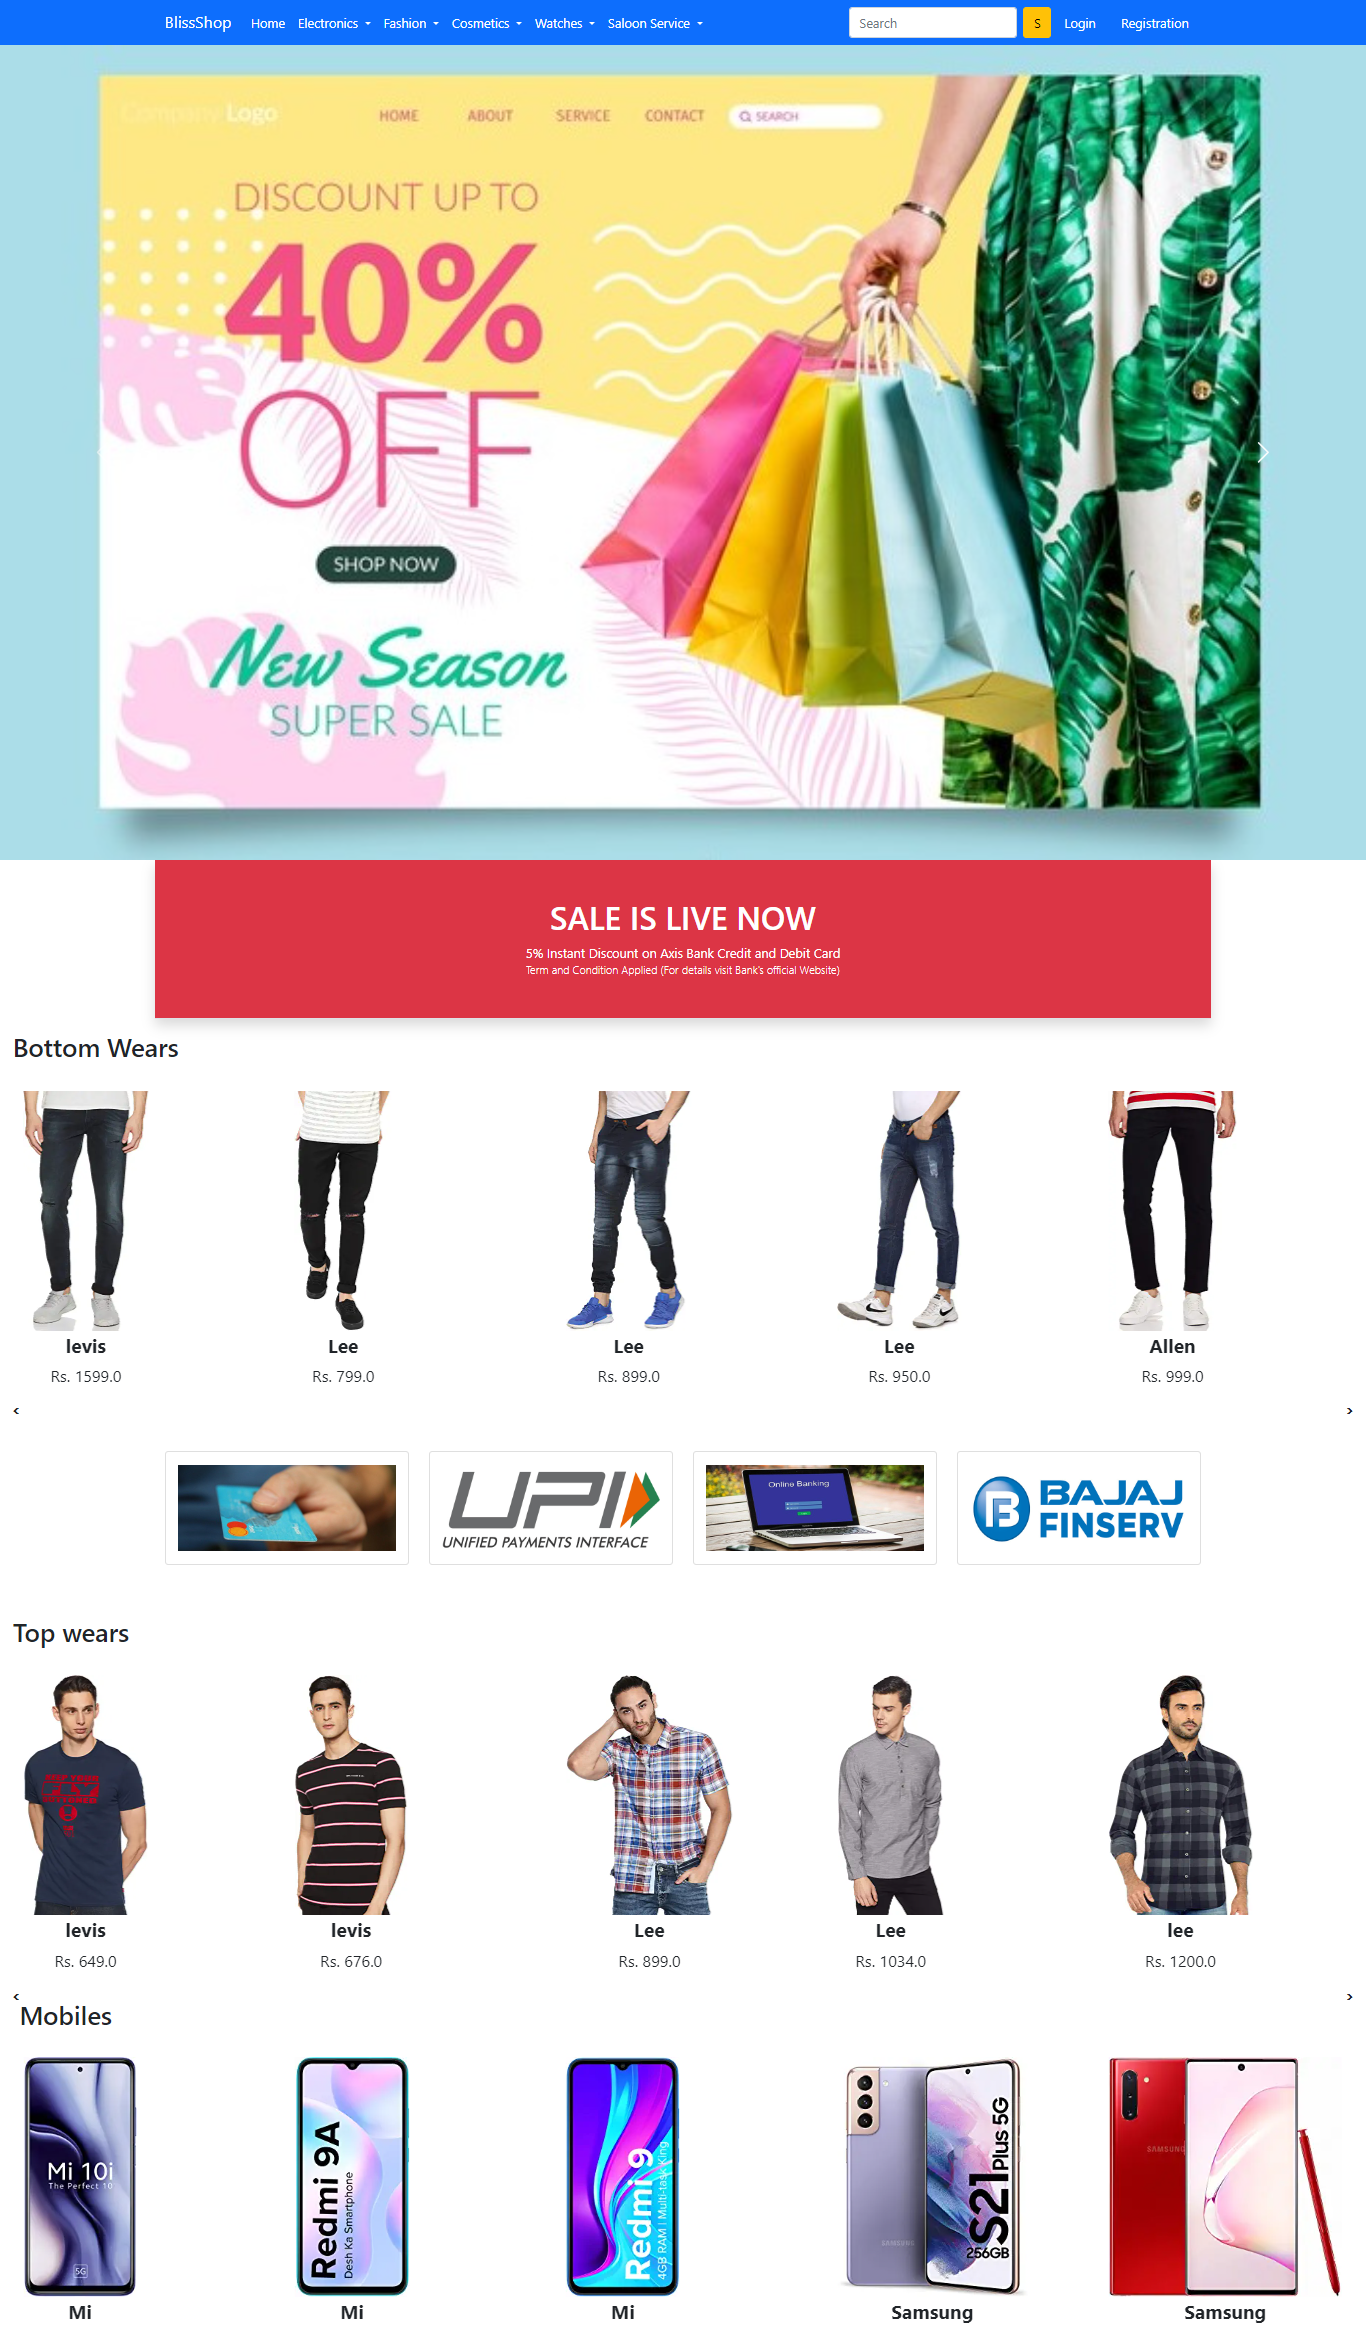 BlissShop Home Electronics Fashion Cosmetics Watches Saloon Service Search S Login Registration
Company Logo HOME ABOUT SERVICE CONTACT SEARCH
DISCOUNT UP TO
40%
OFF
SHOP NOW
New Season
SUPER SALE
SALE IS LIVE NOW
5% Instant Discount on Axis Bank Credit and Debit Card
Term and Condition Applied (For details visit Bank's official Website)
Bottom Wears
levis Lee Lee Lee Allen
Rs. 1599.0 Rs. 799.0 Rs. 899.0 Rs. 950.0 Rs. 999.0
‹ ›
Online Banking
UPI
UNIFIED PAYMENTS INTERFACE
BAJAJ
FINSERV
Top wears
levis levis Lee Lee lee
Rs. 649.0 Rs. 676.0 Rs. 899.0 Rs. 1034.0 Rs. 1200.0
‹ ›
Mobiles
Mi 10i
The Perfect 10
5G
Redmi 9A
Desh Ka Smartphone
Redmi 9
4GB RAM | Multi-task King
SAMSUNG
S21 Plus 5G
256GB
SAMSUNG
Mi Mi Mi Samsung Samsung